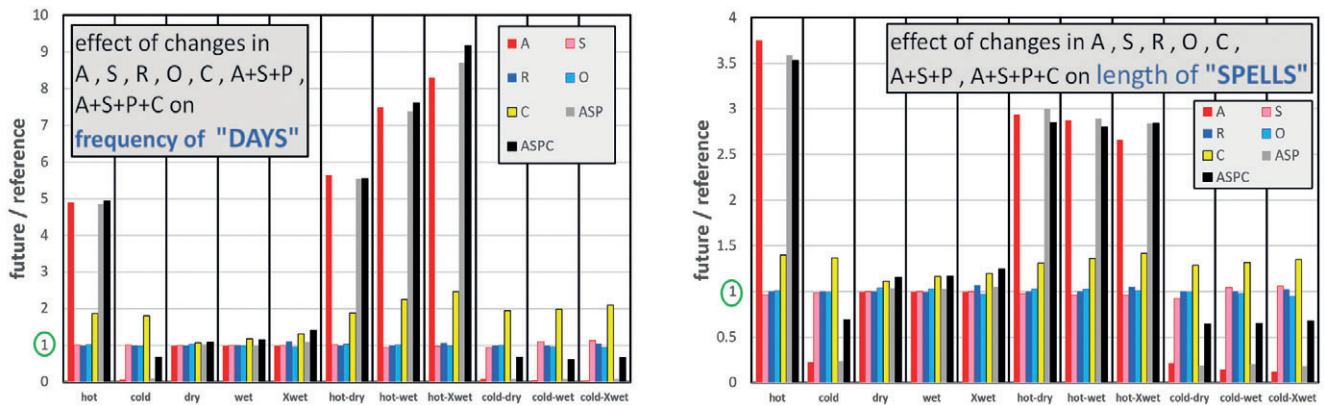 10
9
8
7
6
5
4
3
2
1
0
future / reference
effect of changes in
A , S , R , O , C , A+S+P ,
A+S+P+C on
frequency of "DAYS"
A S
R O
C ASP
ASPC
hot cold dry wet Xwet hot-dry hot-wet hot-Xwet cold-dry cold-wet cold-Xwet
4
3.5
3
2.5
2
1.5
1
0.5
0
future / reference
effect of changes in A , S , R , O , C ,
A+S+P , A+S+P+C on length of "SPELLS"
A S
R O
C ASP
ASPC
hot cold dry wet Xwet hot-dry hot-wet hot-Xwet cold-dry cold-wet cold-Xwet